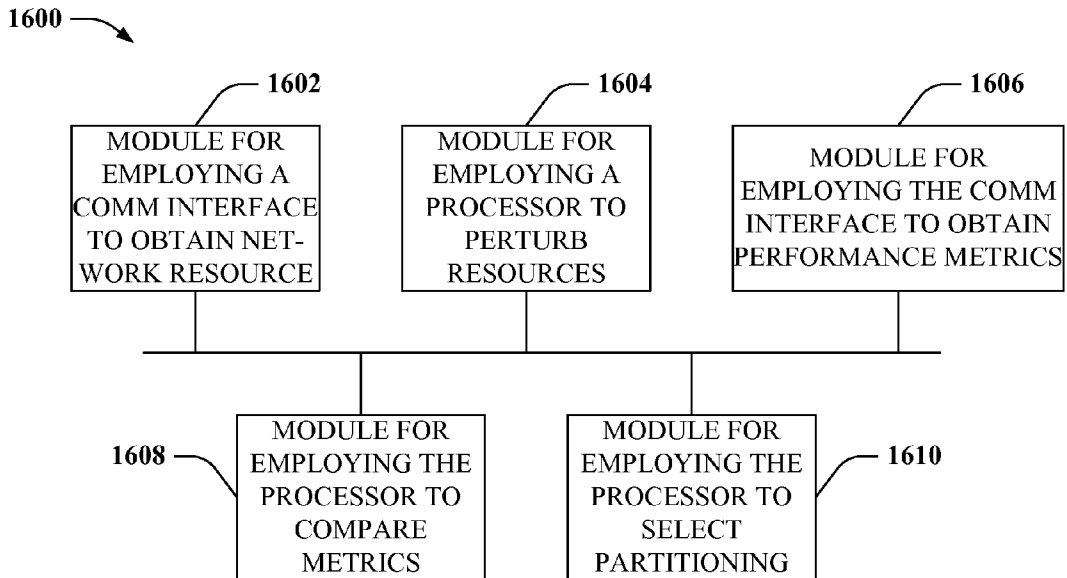 1600
1602
MODULE FOR
EMPLOYING A
COMM INTERFACE
TO OBTAIN NET-
WORK RESOURCE
1604
MODULE FOR
EMPLOYING A
PROCESSOR TO
PERTURB
RESOURCES
1606
MODULE FOR
EMPLOYING THE COMM
INTERFACE TO OBTAIN
PERFORMANCE METRICS
1608
MODULE FOR
EMPLOYING THE
PROCESSOR TO
COMPARE
METRICS
1610
MODULE FOR
EMPLOYING THE
PROCESSOR TO
SELECT
PARTITIONING